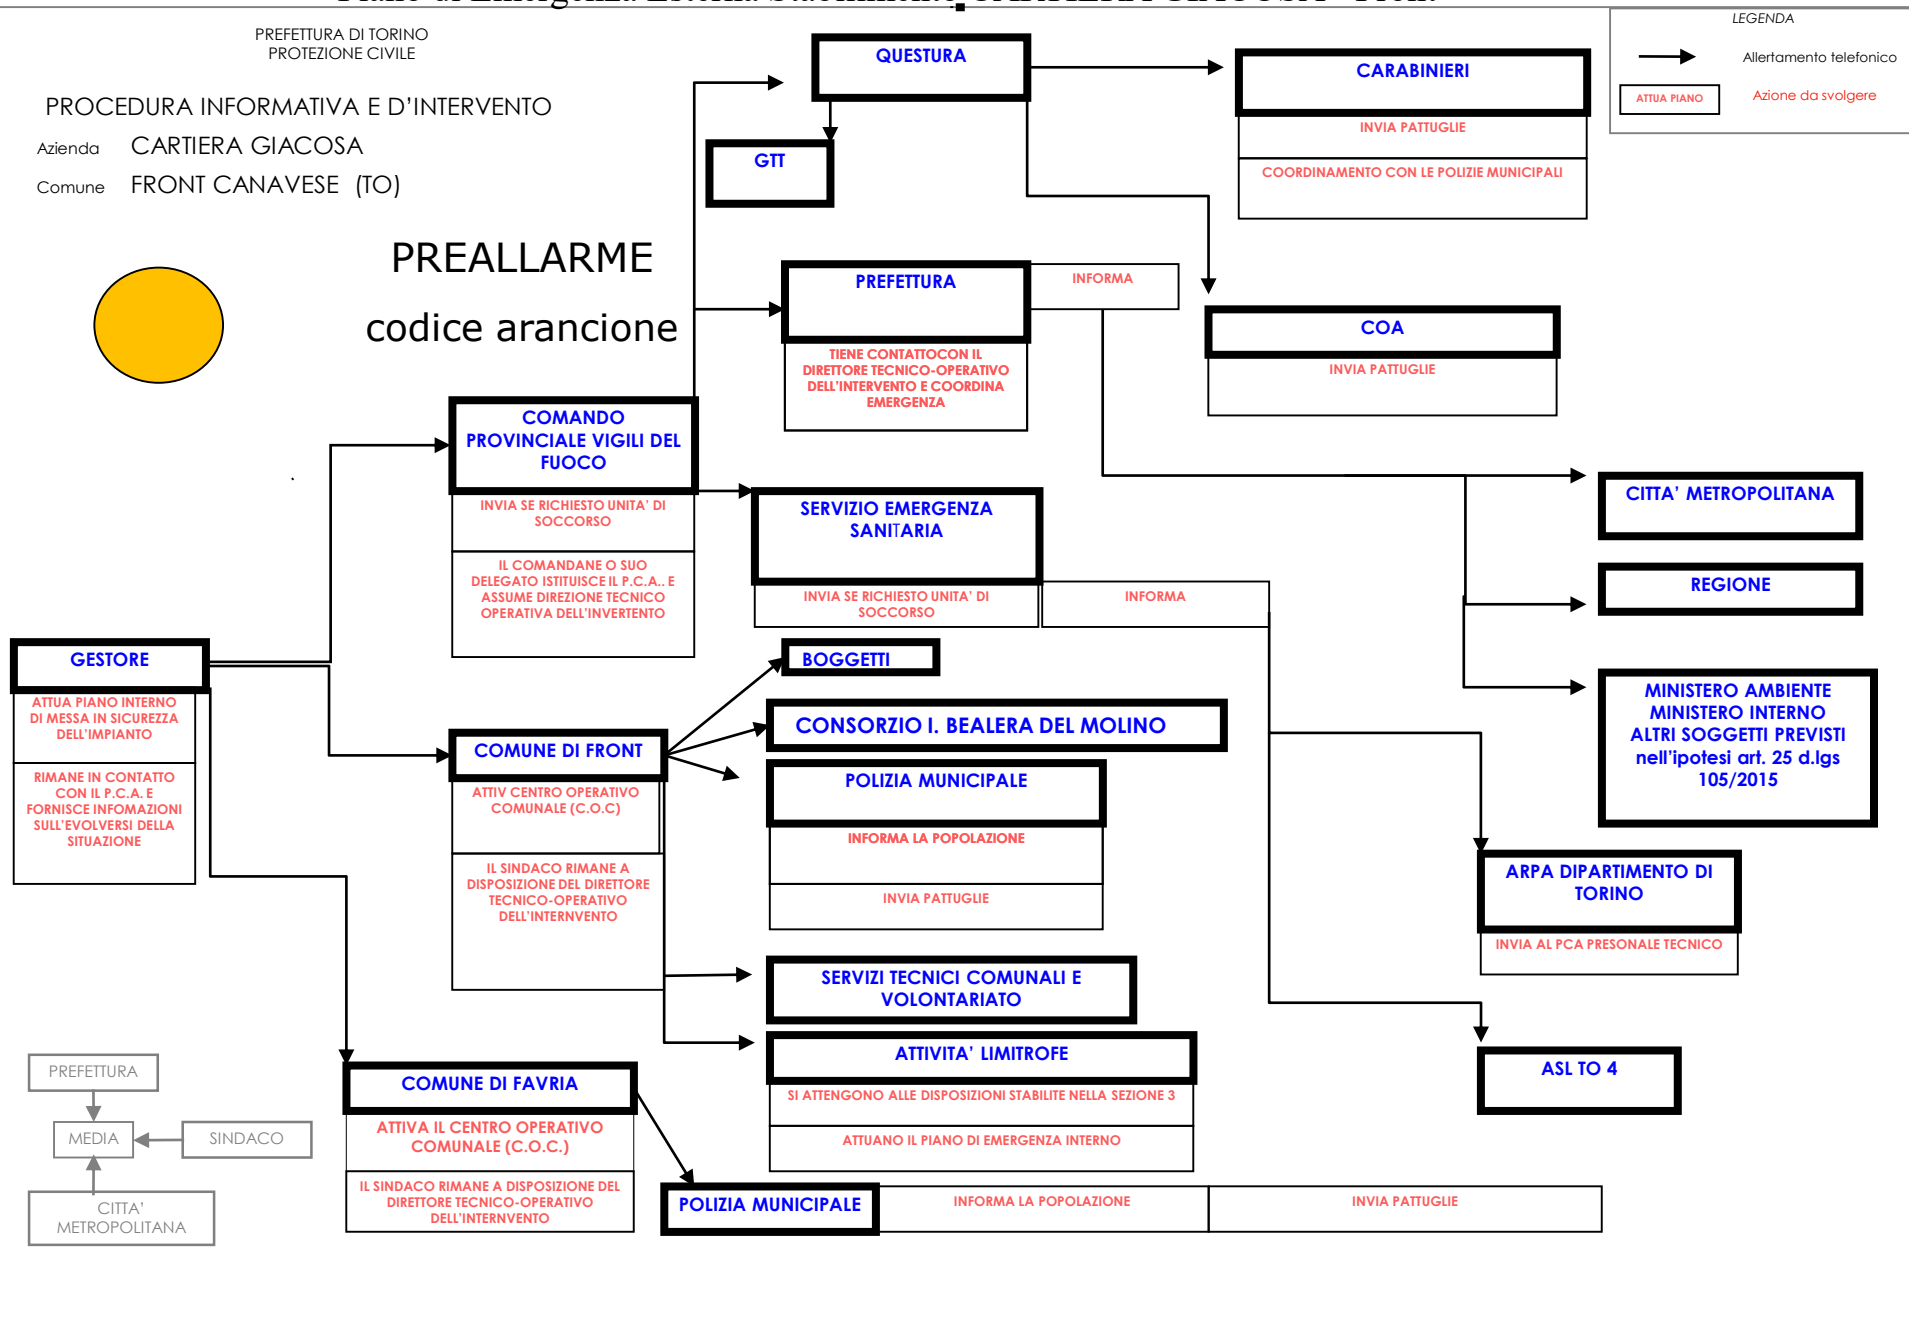 PREFETTURA DI TORINO
PROTEZIONE CIVILE
PROCEDURA INFORMATIVA E D'INTERVENTO
Azienda CARTIERA GIACOSA
Comune FRONT CANAVESE (TO)
PREALLARME
codice arancione
LEGENDA
Allertamento telefonico
ATTUA PIANO
Azione da svolgere
QUESTURA
GTT
CARABINIERI
INVIA PATTUGLIE
COORDINAMENTO CON LE POLIZIE MUNICIPALI
PREFETTURA
INFORMA
TIENE CONTATTOCON IL
DIRETTORE TECNICO-OPERATIVO
DELL'INTERVENTO E COORDINA
EMERGENZA
COA
INVIA PATTUGLIE
COMANDO
PROVINCIALE VIGILI DEL
FUOCO
INVIA SE RICHIESTO UNITA' DI
SOCCORSO
IL COMANDANE O SUO
DELEGATO ISTITUISCE IL P.C.A.. E
ASSUME DIREZIONE TECNICO
OPERATIVA DELL'INVERTENTO
SERVIZIO EMERGENZA
SANITARIA
INVIA SE RICHIESTO UNITA' DI
SOCCORSO
INFORMA
CITTA' METROPOLITANA
REGIONE
MINISTERO AMBIENTE
MINISTERO INTERNO
ALTRI SOGGETTI PREVISTI
nell'ipotesi art. 25 d.lgs
105/2015
GESTORE
ATTUA PIANO INTERNO
DI MESSA IN SICUREZZA
DELL'IMPIANTO
RIMANE IN CONTATTO
CON IL P.C.A. E
FORNISCE INFOMAZIONI
SULL'EVOLVERSI DELLA
SITUAZIONE
BOGGETTI
CONSORZIO I. BEALERA DEL MOLINO
COMUNE DI FRONT
ATTIV CENTRO OPERATIVO
COMUNALE (C.O.C)
IL SINDACO RIMANE A
DISPOSIZIONE DEL DIRETTORE
TECNICO-OPERATIVO
DELL'INTERNVENTO
POLIZIA MUNICIPALE
INFORMA LA POPOLAZIONE
INVIA PATTUGLIE
ARPA DIPARTIMENTO DI
TORINO
INVIA AL PCA PRESONALE TECNICO
SERVIZI TECNICI COMUNALI E
VOLONTARIATO
ATTIVITA' LIMITROFE
SI ATTENGONO ALLE DISPOSIZIONI STABILITE NELLA SEZIONE 3
ATTUANO IL PIANO DI EMERGENZA INTERNO
ASL TO 4
COMUNE DI FAVRIA
ATTIVA IL CENTRO OPERATIVO
COMUNALE (C.O.C.)
IL SINDACO RIMANE A DISPOSIZIONE DEL
DIRETTORE TECNICO-OPERATIVO
DELL'INTERNVENTO
POLIZIA MUNICIPALE
INFORMA LA POPOLAZIONE
INVIA PATTUGLIE
PREFETTURA
MEDIA
SINDACO
CITTA'
METROPOLITANA